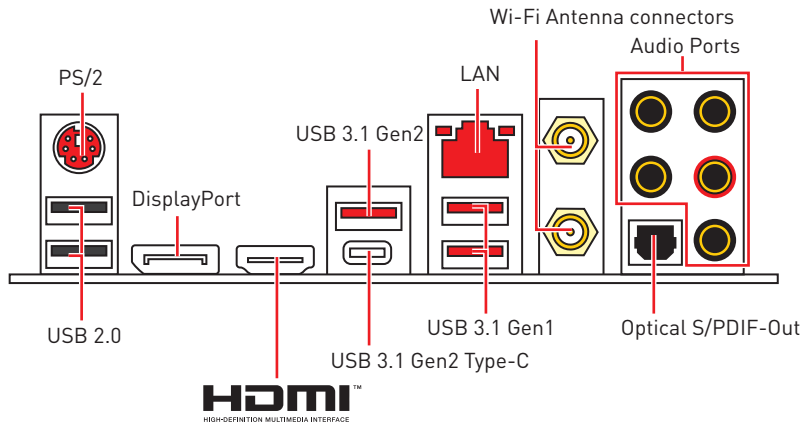 Wi-Fi Antenna connectors
Audio Ports
PS/2
LAN
USB 3.1 Gen2
DisplayPort
USB 2.0
USB 3.1 Gen1
Optical S/PDIF-Out
USB 3.1 Gen2 Type-C
HDMI™
HIGH-DEFINITION MULTIMEDIA INTERFACE